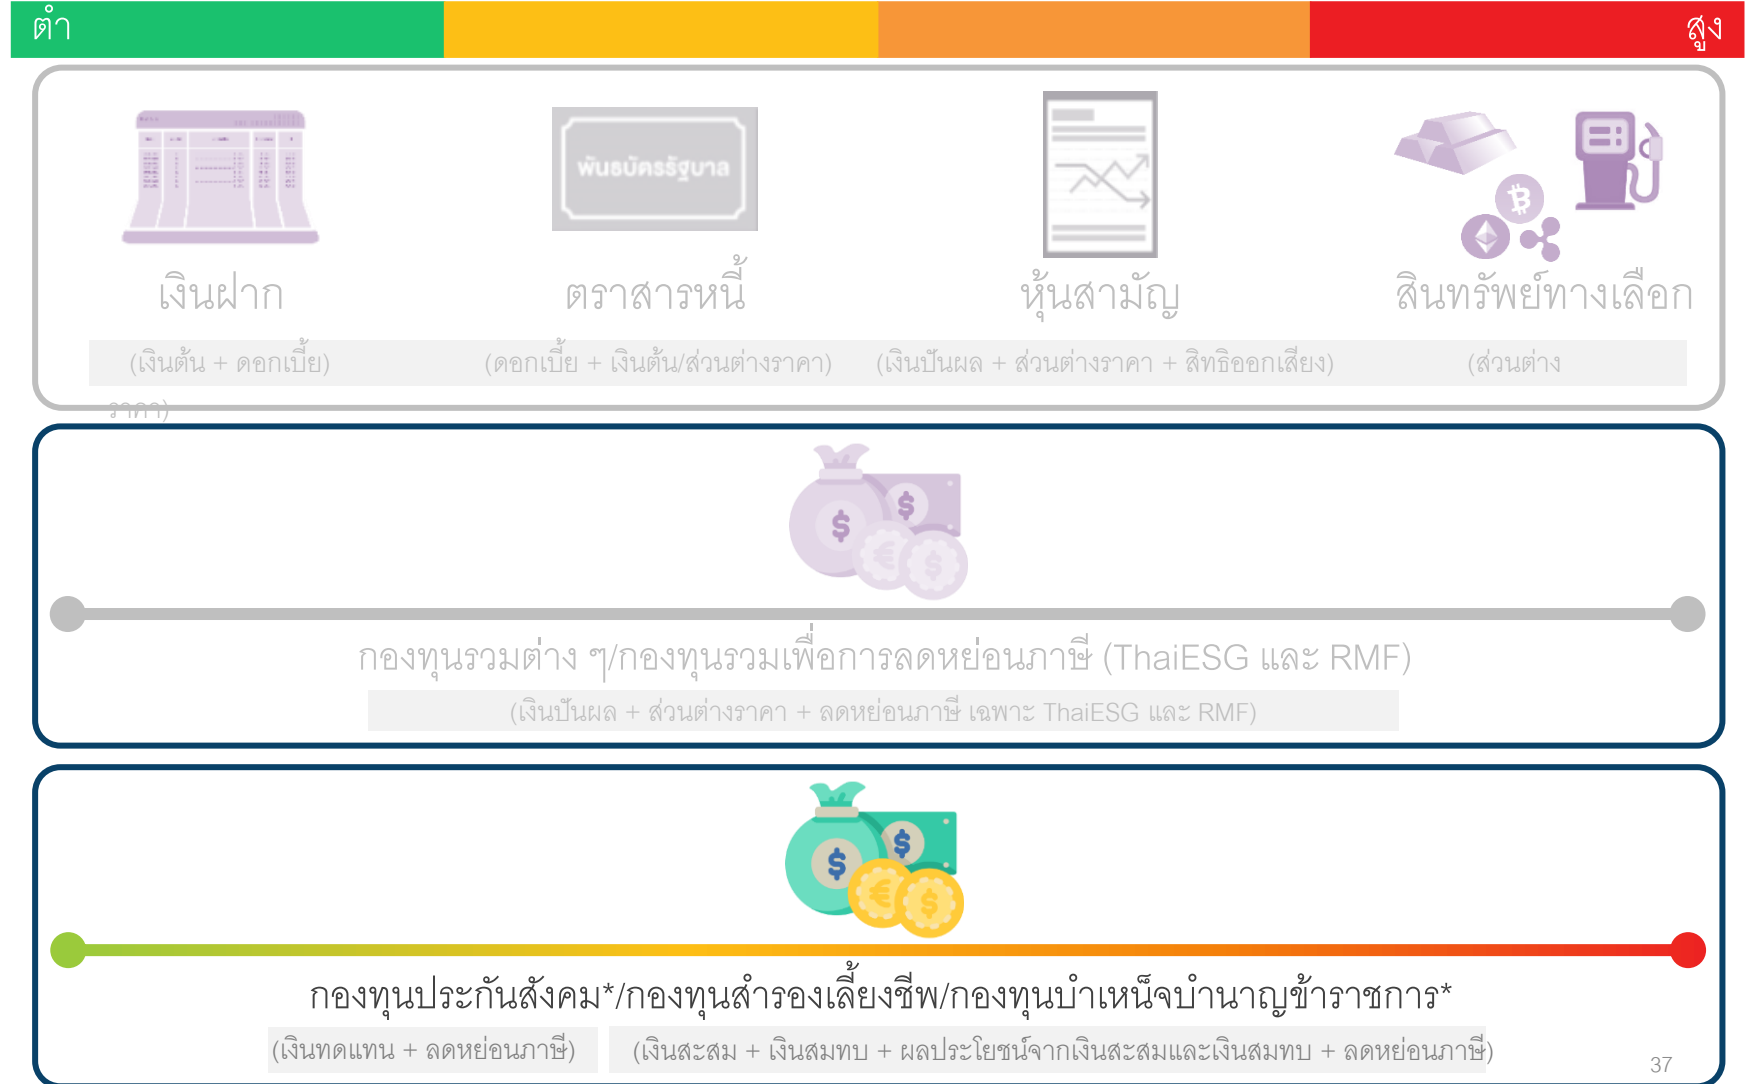 ต่ำ สูง
พันธบัตรรัฐบาล
เงินฝาก ตราสารหนี้ หุ้นสามัญ สินทรัพย์ทางเลือก
(เงินต้น + ดอกเบี้ย) (ดอกเบี้ย + เงินต้น/ส่วนต่างราคา) (เงินปันผล + ส่วนต่างราคา + สิทธิออกเสียง) (ส่วนต่าง
ราคา)
กองทุนรวมต่าง ๆ/กองทุนรวมเพื่อการลดหย่อนภาษี (ThaiESG และ RMF)
(เงินปันผล + ส่วนต่างราคา + ลดหย่อนภาษี เฉพาะ ThaiESG และ RMF)
กองทุนประกันสังคม*/กองทุนสำรองเลี้ยงชีพ/กองทุนบำเหน็จบำนาญข้าราชการ*
(เงินทดแทน + ลดหย่อนภาษี) (เงินสะสม + เงินสมทบ + ผลประโยชน์จากเงินสะสมและเงินสมทบ + ลดหย่อนภาษี)
37